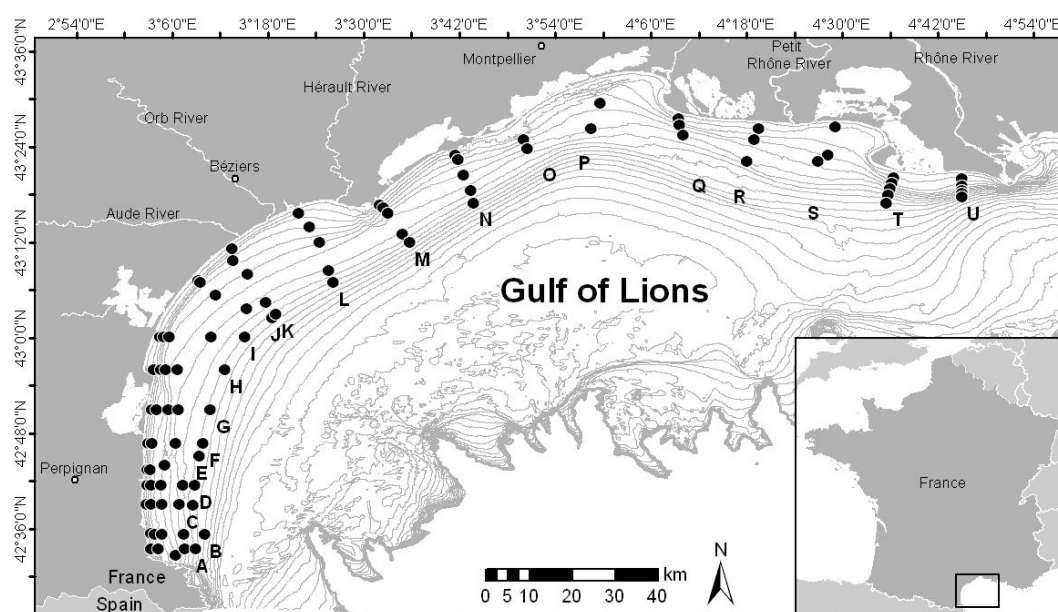 2°54'0"E
3°6'0"E
3°18'0"E
3°30'0"E
3°42'0"E
3°54'0"E
4°6'0"E
4°18'0"E
4°30'0"E
4°42'0"E
4°54'0"E
43°36'0"N
43°24'0"N
43°12'0"N
43°0'0"N
42°48'0"N
42°36'0"N
Montpellier
Petit
Rhône River
Rhône River
Hérault River
Orb River
Béziers
Aude River
Perpignan
Gulf of Lions
A
B
C
D
E
F
G
H
I
J
K
L
M
N
O
P
Q
R
S
T
U
France
Spain
N
km
0 5 10 20 30 40
France